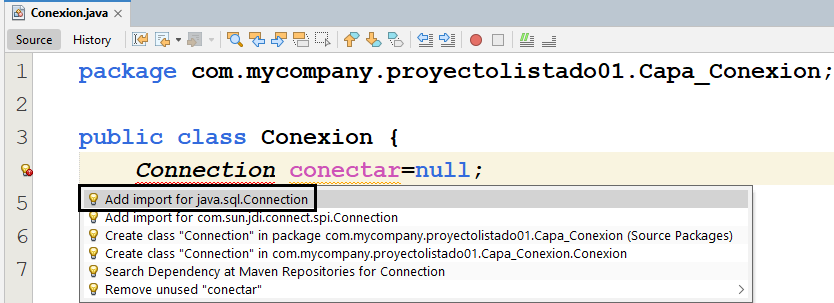 Conexion.java
Source History
1 package com.mycompany.proyectolistado01.Capa_Conexion;
2
3 public class Conexion {
Connection conectar=null;
5 Add import for java.sql.Connection
Add import for com.sun.jdi.connect.spi.Connection
6 Create class "Connection" in package com.mycompany.proyectolistado01.Capa_Conexion (Source Packages)
Create class "Connection" in com.mycompany.proyectolistado01.Capa_Conexion.Conexion
7 Search Dependency at Maven Repositories for Connection
Remove unused "conectar"